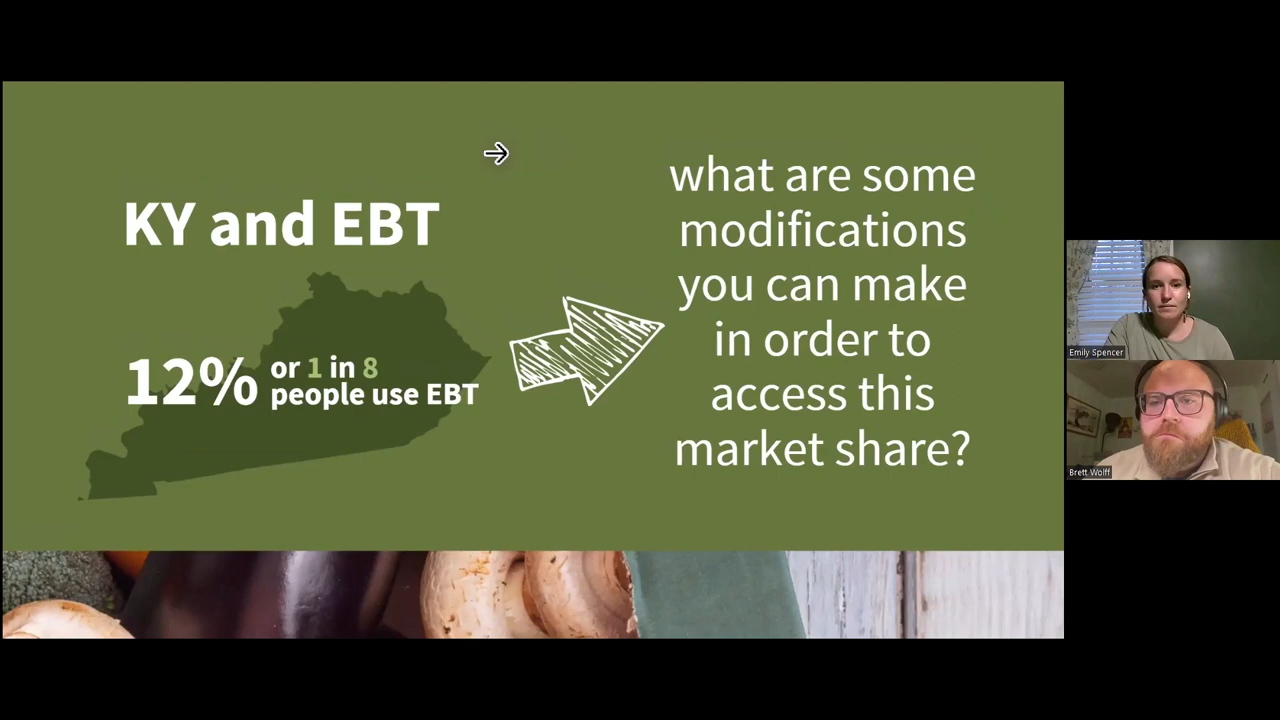 KY and EBT
12% or 1 in 8
people use EBT
what are some
modifications
you can make
in order to
access this
market share?
Emily Spencer
Brett Wolff